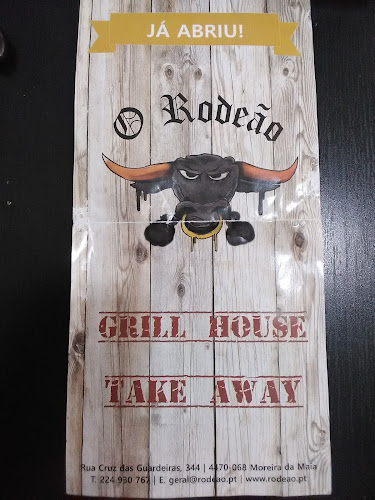 JÁ ABRIU!
O Rodeão
GRILL HOUSE
TAKE AWAY
Rua Cruz das Guardeiras, 344 | 4470-068 Moreira da Maia
T. 224 930 767 | E. geral@rodeao.pt | www.rodeao.pt